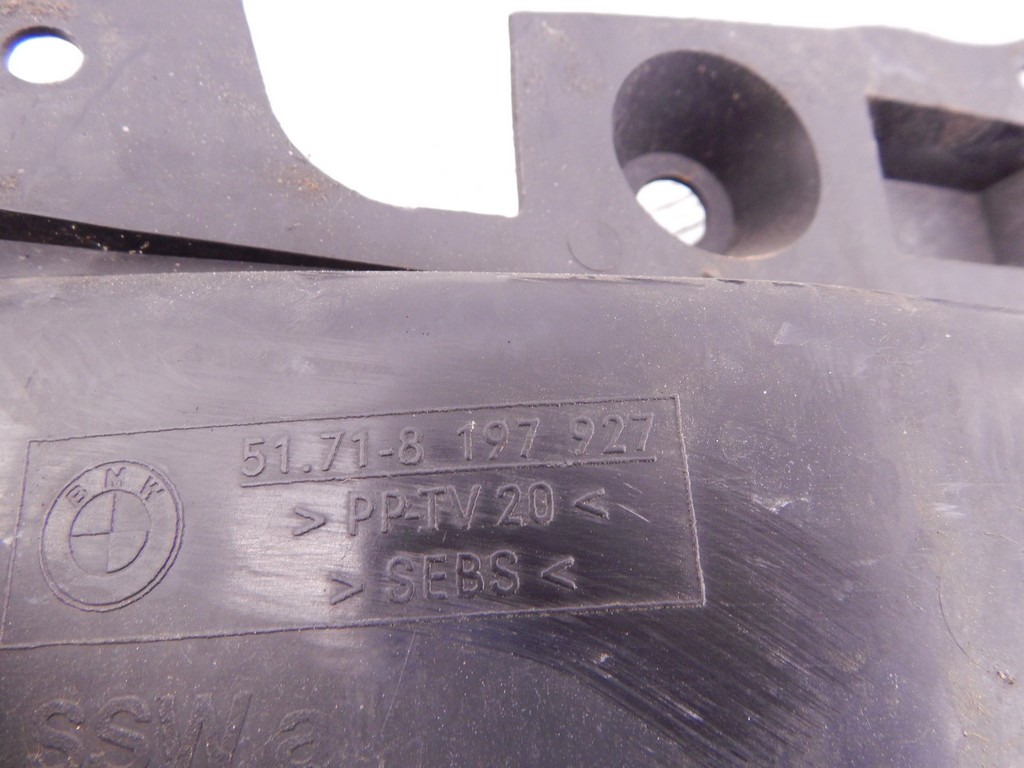 51.71-8 197 927
BMW
> PP-TV 20 <
> SEBS <